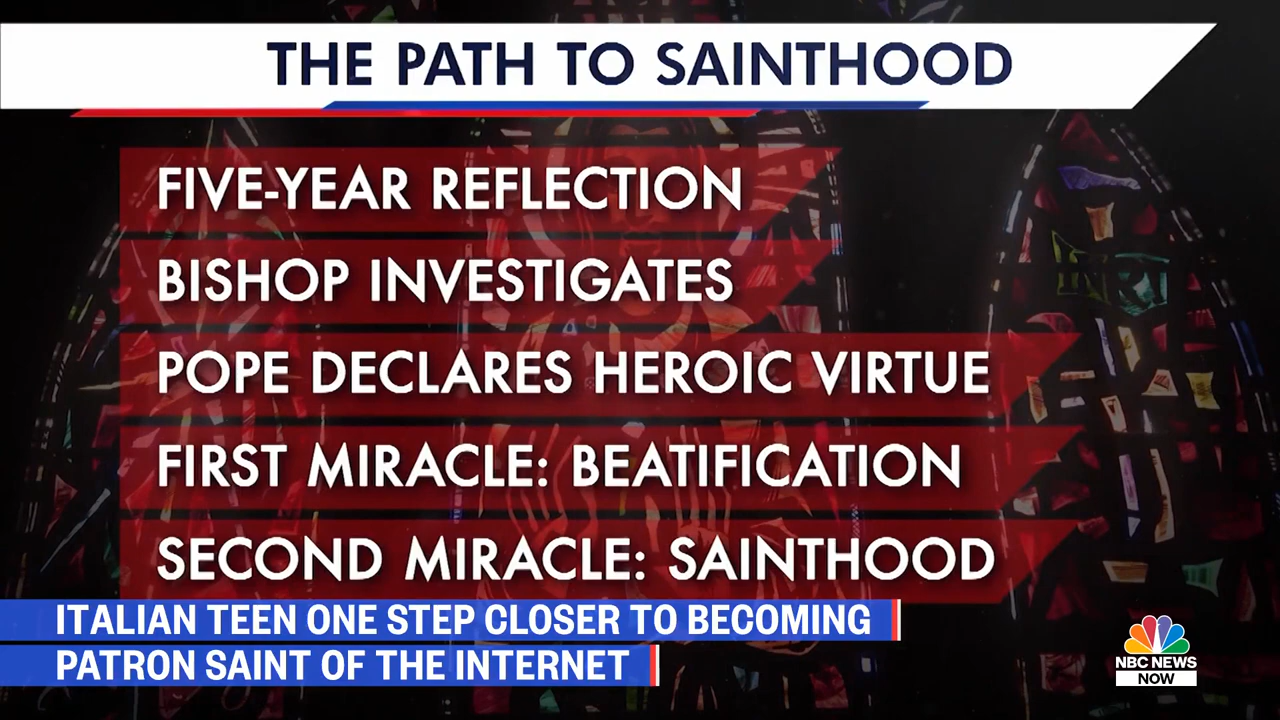 THE PATH TO SAINTHOOD
FIVE-YEAR REFLECTION
BISHOP INVESTIGATES
POPE DECLARES HEROIC VIRTUE
FIRST MIRACLE: BEATIFICATION
SECOND MIRACLE: SAINTHOOD
ITALIAN TEEN ONE STEP CLOSER TO BECOMING
PATRON SAINT OF THE INTERNET
NBC NEWS
NOW